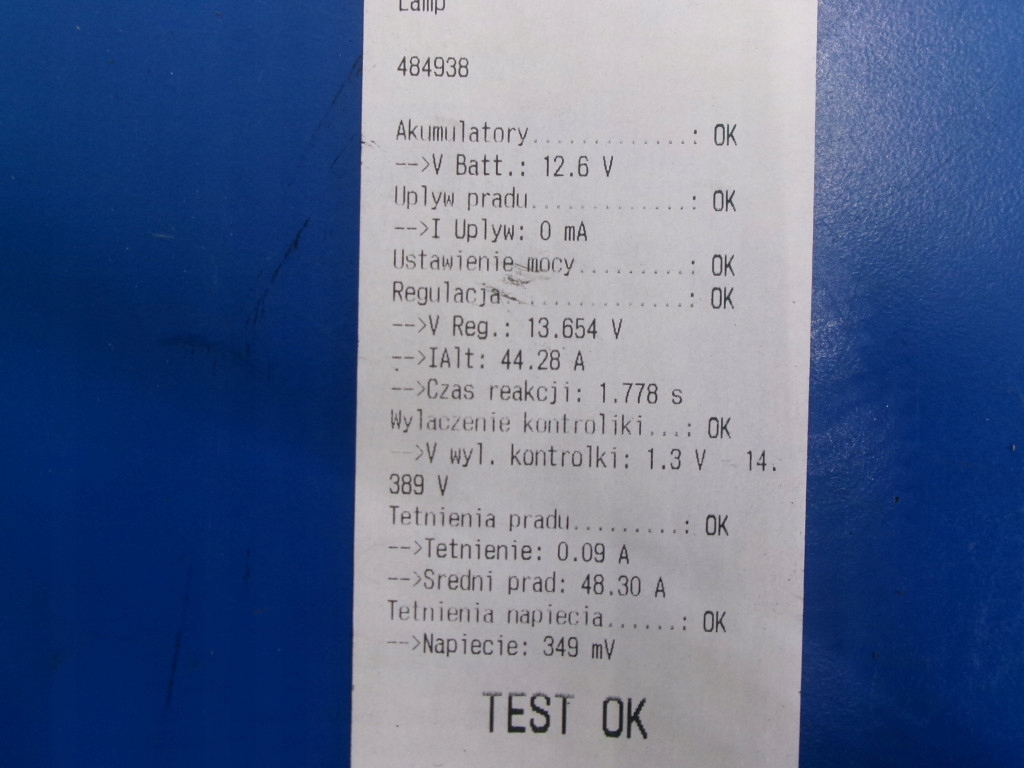 Lamp
484938
Akumulatory.............: OK
-->V Batt.: 12.6 V
Uplyw pradu.............: OK
-->I Uplyw: 0 mA
Ustawienie mocy.........: OK
Regulacja...............: OK
-->V Reg.: 13.654 V
-->IAlt: 44.28 A
-->Czas reakcji: 1.778 s
Wylaczenie kontroliki...: OK
-->V wyl. kontrolki: 1.3 V  14.
389 V
Tetnienia pradu.........: OK
-->Tetnienie: 0.09 A
-->Sredni prad: 48.30 A
Tetnienia napiecia......: OK
-->Napiecie: 349 mV
TEST OK